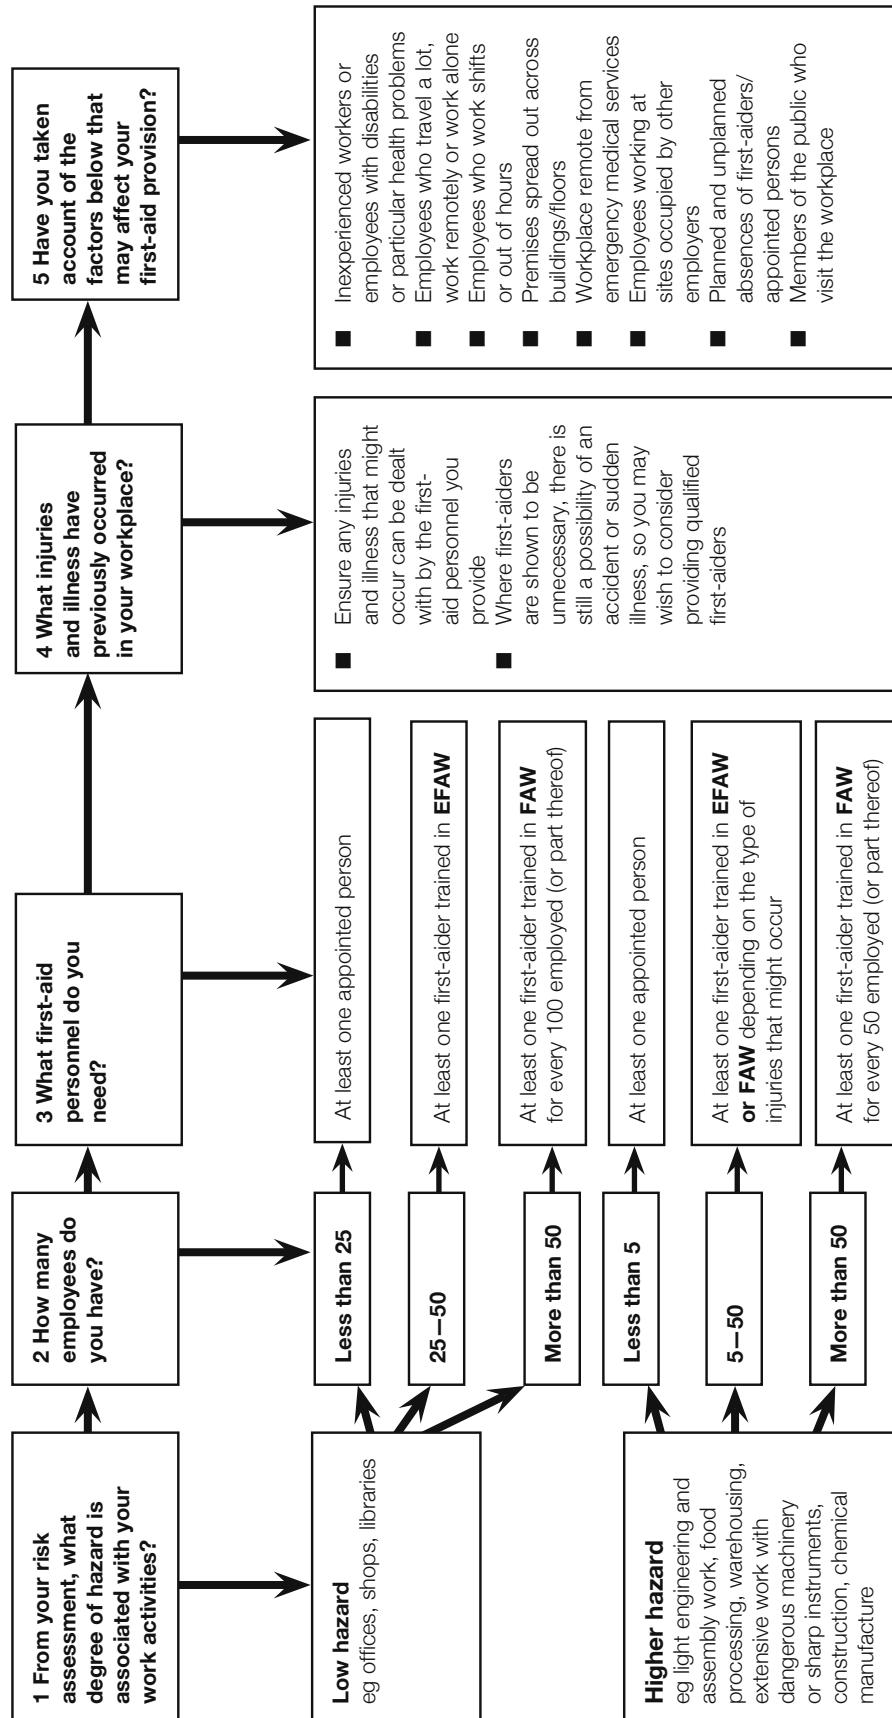 1 From your risk
assessment, what
degree of hazard is
associated with your
work activities?
2 How many
employees do
you have?
3 What first-aid
personnel do you
need?
4 What injuries
and illness have
previously occurred
in your workplace?
5 Have you taken
account of the
factors below that
may affect your
first-aid provision?
Low hazard
eg offices, shops, libraries
Less than 25
At least one appointed person
25—50
At least one first-aider trained in EFAW
More than 50
At least one first-aider trained in FAW
for every 100 employed (or part thereof)
Higher hazard
eg light engineering and
assembly work, food
processing, warehousing,
extensive work with
dangerous machinery
or sharp instruments,
construction, chemical
manufacture
Less than 5
At least one appointed person
5—50
At least one first-aider trained in EFAW
or FAW depending on the type of
injuries that might occur
More than 50
At least one first-aider trained in FAW
for every 50 employed (or part thereof)
■ Ensure any injuries
and illness that might
occur can be dealt
with by the first-
aid personnel you
provide
■ Where first-aiders
are shown to be
unnecessary, there is
still a possibility of an
accident or sudden
illness, so you may
wish to consider
providing qualified
first-aiders
■ Inexperienced workers or
employees with disabilities
or particular health problems
■ Employees who travel a lot,
work remotely or work alone
■ Employees who work shifts
or out of hours
■ Premises spread out across
buildings/floors
■ Workplace remote from
emergency medical services
■ Employees working at
sites occupied by other
employers
■ Planned and unplanned
absences of first-aiders/
appointed persons
■ Members of the public who
visit the workplace